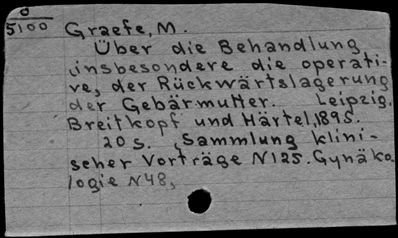 0
5100
Graefe, M.
Über die Behandlung,
insbesondere die operati-
ve, der Rückwärtslagerung
der Gebärmutter. Leipzig,
Breitkopf und Härtel, 1895.
20 S. Sammlung klini-
scher Vorträge N125. Gynäko
logie N48,